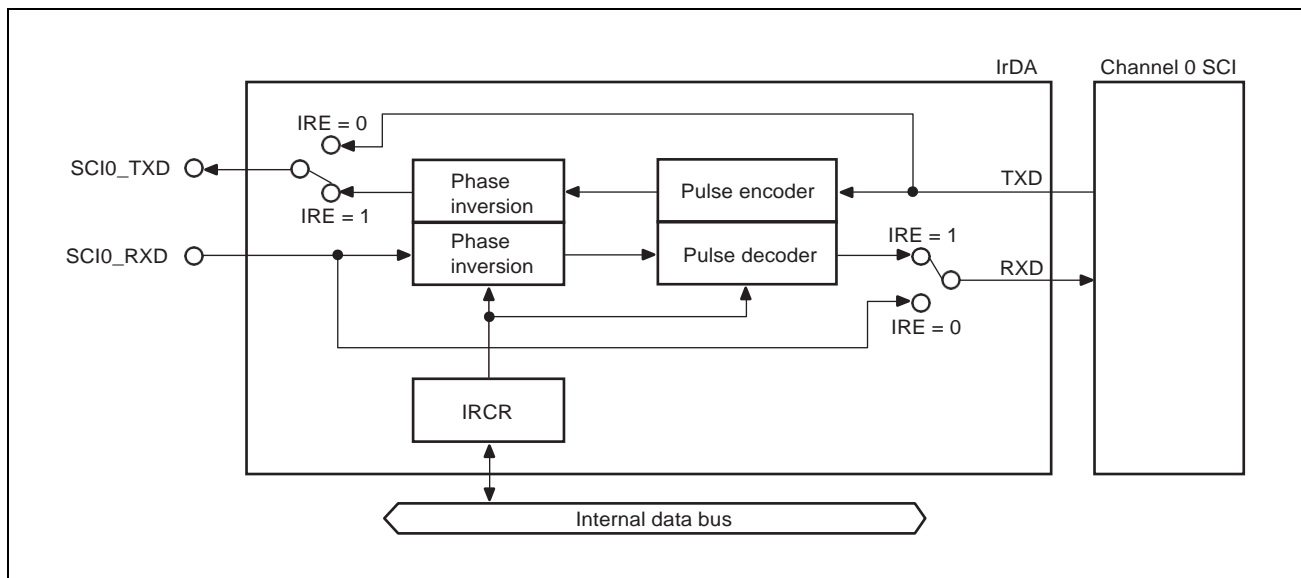 IrDA
Channel 0 SCI
IRE = 0
SCI0_TXD
Phase
inversion
Pulse encoder
TXD
IRE = 1
SCI0_RXD
Phase
inversion
Pulse decoder
IRE = 1
RXD
IRE = 0
IRCR
Internal data bus